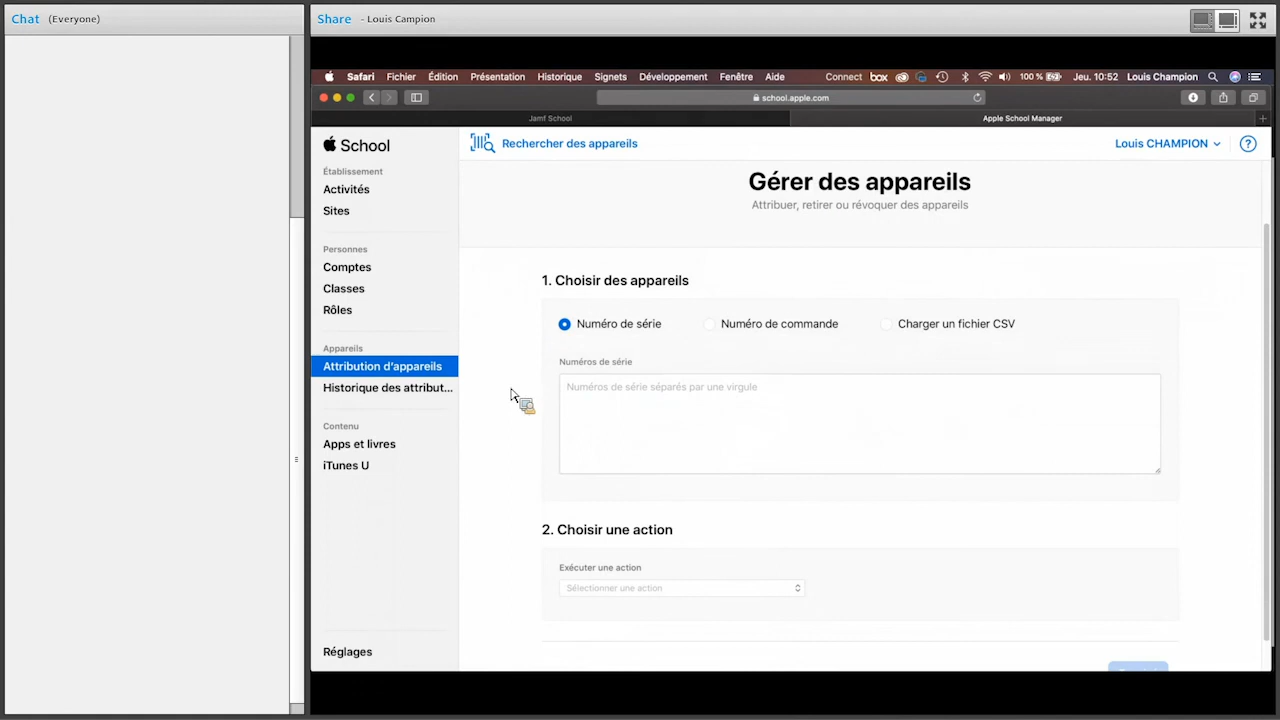 Chat (Everyone)
Share - Louis Campion
Safari Fichier Édition Présentation Historique Signets Développement Fenêtre Aide Connect box 100 % Jeu. 10:52 Louis Champion
school.apple.com
Jamf School Apple School Manager
School
Rechercher des appareils
Louis CHAMPION
?
Établissement
Activités
Sites
Personnes
Comptes
Classes
Rôles
Appareils
Attribution d'appareils
Historique des attribut...
Contenu
Apps et livres
iTunes U
Réglages
Gérer des appareils
Attribuer, retirer ou révoquer des appareils
1. Choisir des appareils
Numéro de série Numéro de commande Charger un fichier CSV
Numéros de série
Numéros de série séparés par une virgule
2. Choisir une action
Exécuter une action
Sélectionner une action